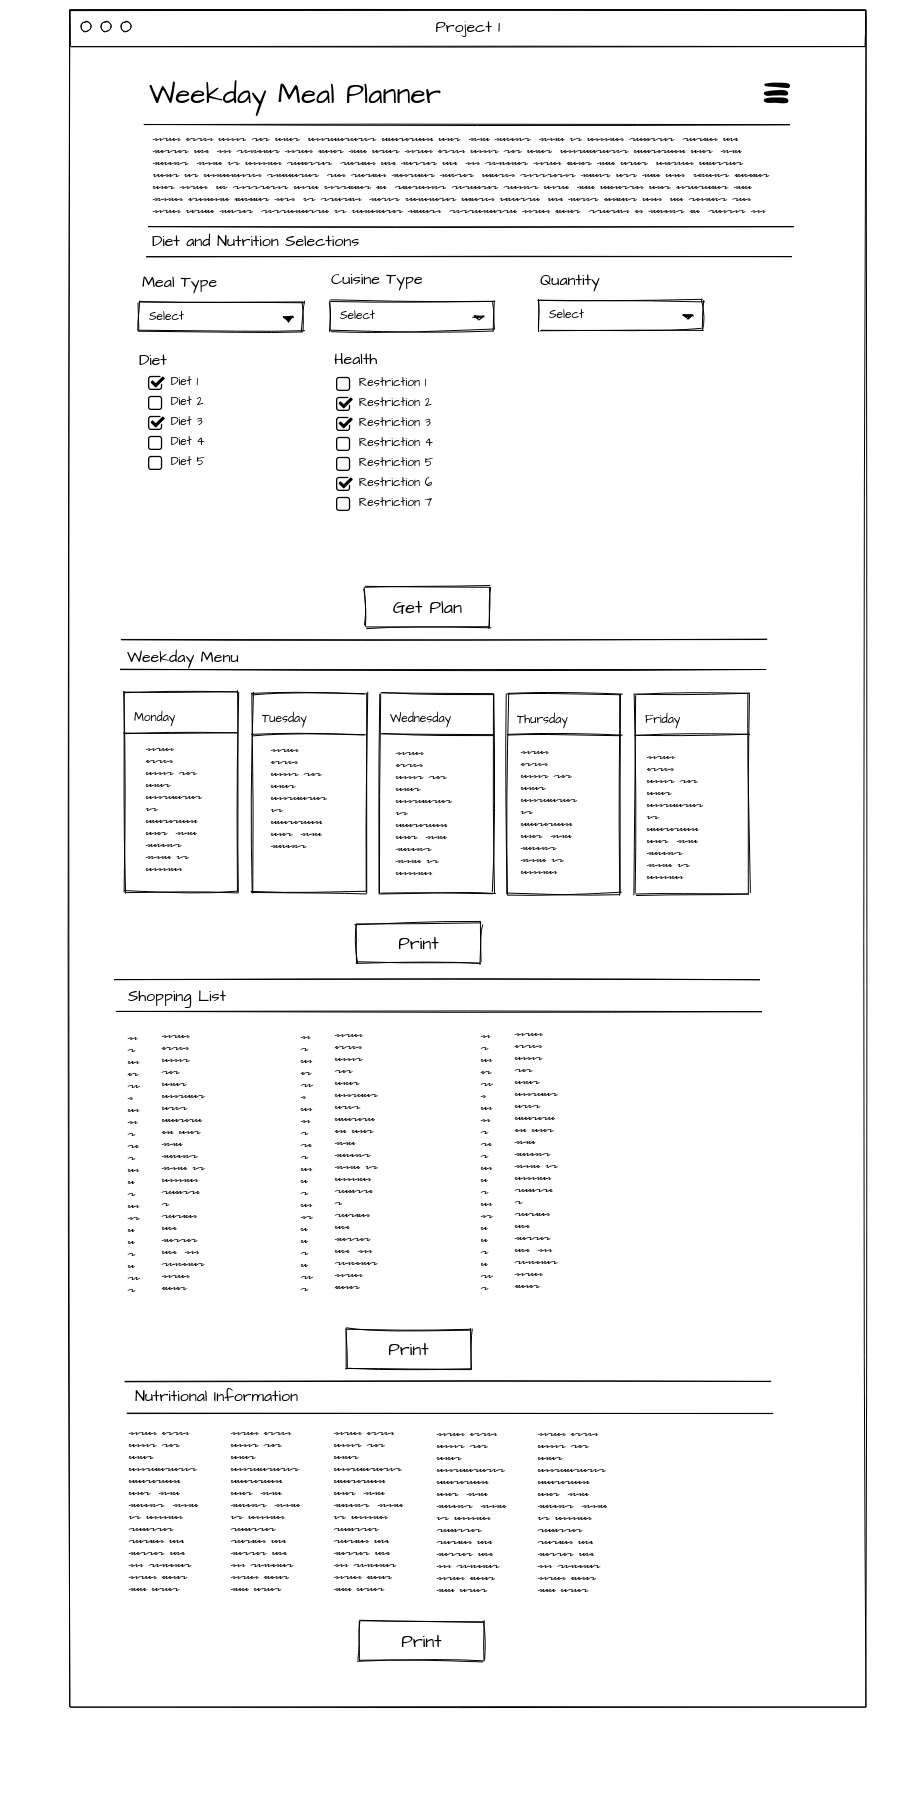 Project 1
Weekday Meal Planner
Diet and Nutrition Selections
Meal Type
Cuisine Type
Quantity
Select
Select
Select
Diet
Diet 1
Diet 2
Diet 3
Diet 4
Diet 5
Health
Restriction 1
Restriction 2
Restriction 3
Restriction 4
Restriction 5
Restriction 6
Restriction 7
Get Plan
Weekday Menu
Monday
Tuesday
Wednesday
Thursday
Friday
Print
Shopping List
Print
Nutritional Information
Print